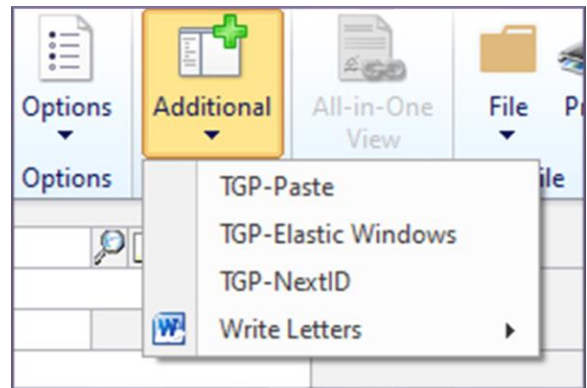 Options
Additional
All-in-One
View
File
Options
TGP-Paste
TGP-Elastic Windows
TGP-NextID
Write Letters